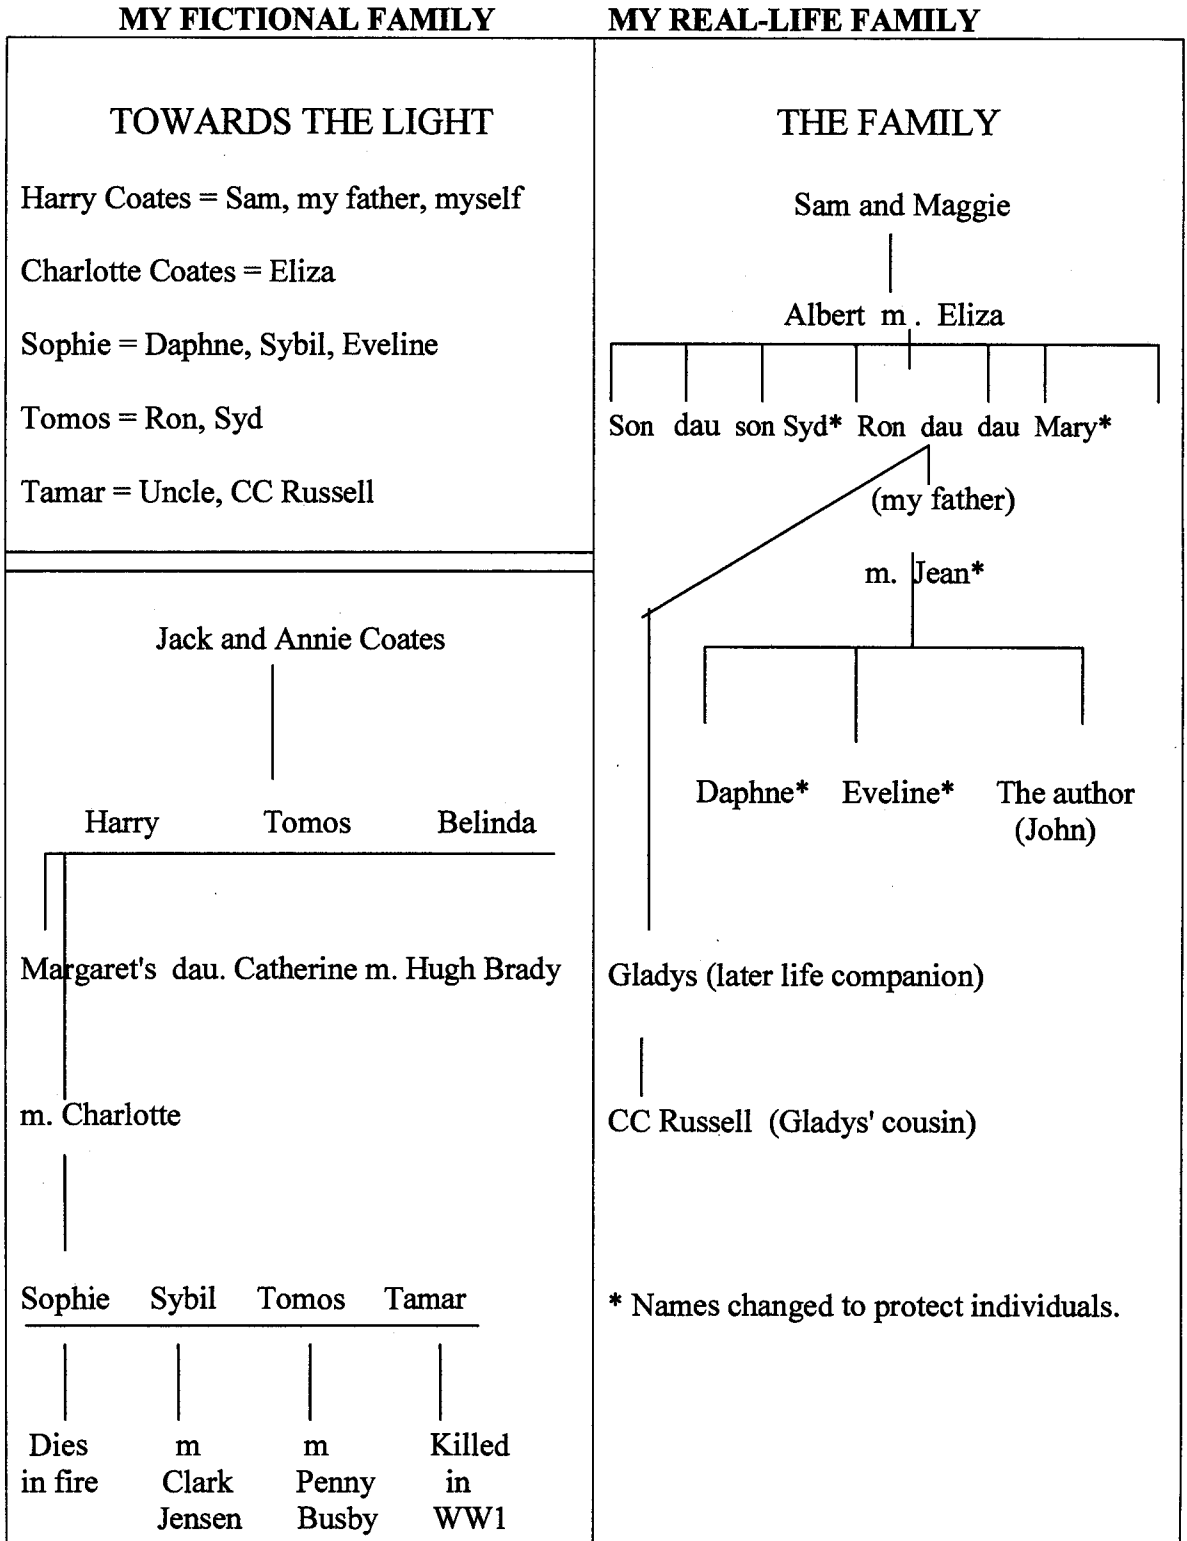 MY FICTIONAL FAMILY
TOWARDS THE LIGHT
Harry Coates = Sam, my father, myself
Charlotte Coates = Eliza
Sophie = Daphne, Sybil, Eveline
Tomos = Ron, Syd
Tamar = Uncle, CC Russell
Jack and Annie Coates
Harry Tomos Belinda
Margaret's dau. Catherine m. Hugh Brady
m. Charlotte
Sophie Sybil Tomos Tamar
Dies m m Killed
in fire Clark Penny in
Jensen Busby WW1
MY REAL-LIFE FAMILY
THE FAMILY
Sam and Maggie
Albert m . Eliza
Son dau son Syd* Ron dau dau Mary*
(my father)
m. Jean*
Daphne* Eveline* The author
(John)
Gladys (later life companion)
CC Russell (Gladys' cousin)
* Names changed to protect individuals.